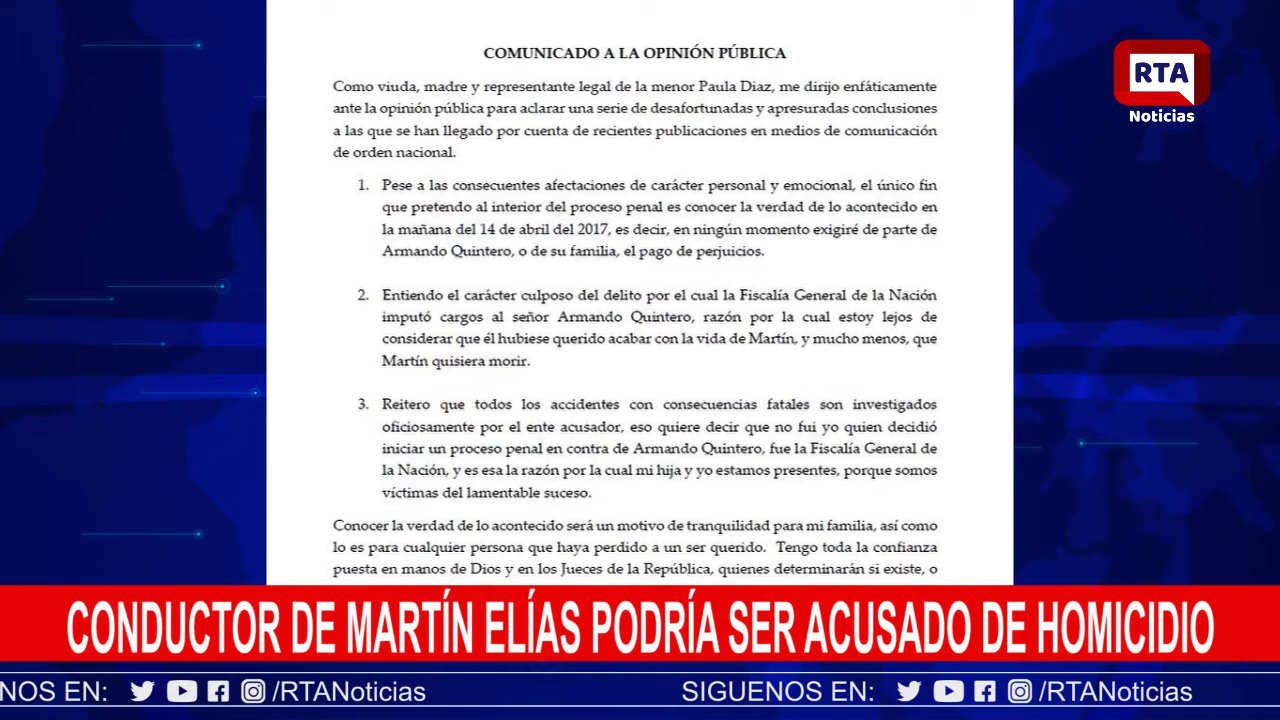 COMUNICADO A LA OPINIÓN PÚBLICA
Como viuda, madre y representante legal de la menor Paula Diaz, me dirijo enfáticamente
ante la opinión pública para aclarar una serie de desafortunadas y apresuradas conclusiones
a las que se han llegado por cuenta de recientes publicaciones en medios de comunicación
de orden nacional.
1. Pese a las consecuentes afectaciones de carácter personal y emocional, el único fin
que pretendo al interior del proceso penal es conocer la verdad de lo acontecido en
la mañana del 14 de abril del 2017, es decir, en ningún momento exigiré de parte de
Armando Quintero, o de su familia, el pago de perjuicios.
2. Entiendo el carácter culposo del delito por el cual la Fiscalía General de la Nación
imputó cargos al señor Armando Quintero, razón por la cual estoy lejos de
considerar que él hubiese querido acabar con la vida de Martín, y mucho menos, que
Martín quisiera morir.
3. Reitero que todos los accidentes con consecuencias fatales son investigados
oficiosamente por el ente acusador, eso quiere decir que no fui yo quien decidió
iniciar un proceso penal en contra de Armando Quintero, fue la Fiscalía General de
la Nación, y es esa la razón por la cual mi hija y yo estamos presentes, porque somos
víctimas del lamentable suceso.
Conocer la verdad de lo acontecido será un motivo de tranquilidad para mi familia, así como
lo es para cualquier persona que haya perdido a un ser querido. Tengo toda la confianza
puesta en manos de Dios y en los Jueces de la República, quienes determinarán si existe, o
RTA
Noticias
CONDUCTOR DE MARTÍN ELÍAS PODRÍA SER ACUSADO DE HOMICIDIO
NOS EN: /RTANoticias SIGUENOS EN: /RTANoticias